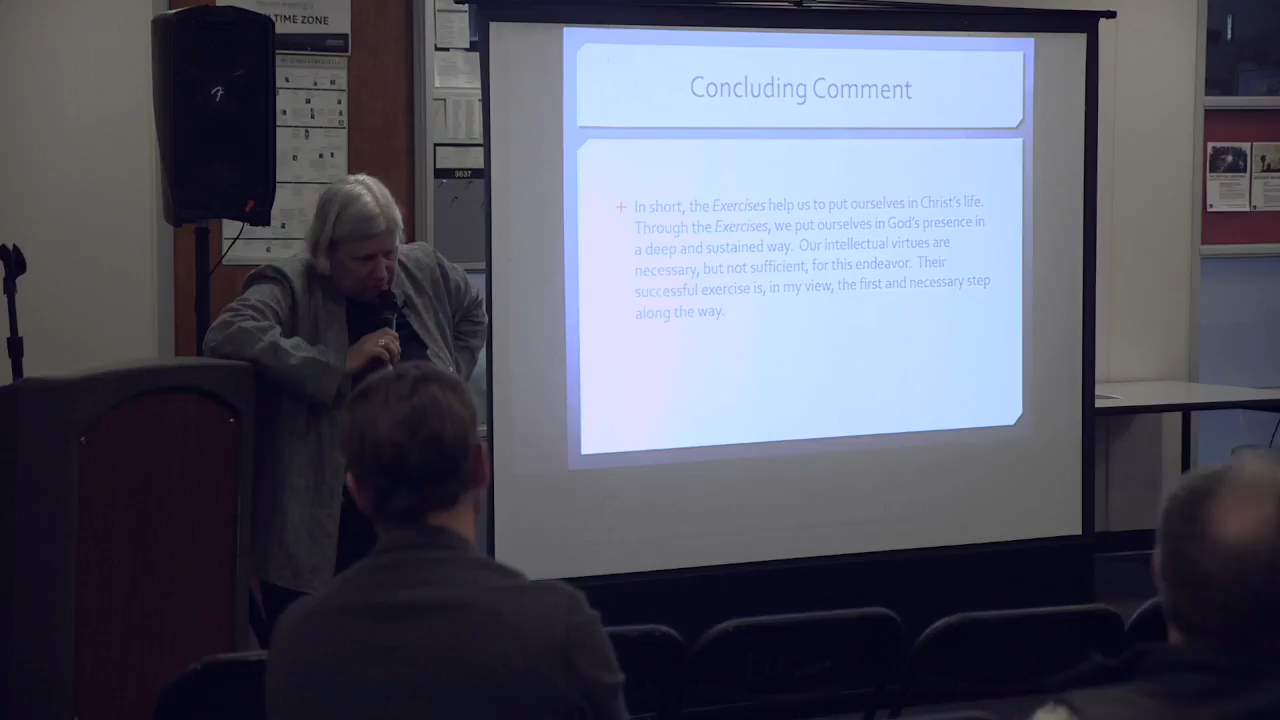 TIME ZONE
3637
Concluding Comment
In short, the Exercises help us to put ourselves in Christ's life.
Through the Exercises, we put ourselves in God's presence in
a deep and sustained way. Our intellectual virtues are
necessary, but not sufficient, for this endeavor. Their
successful exercise is, in my view, the first and necessary step
along the way.